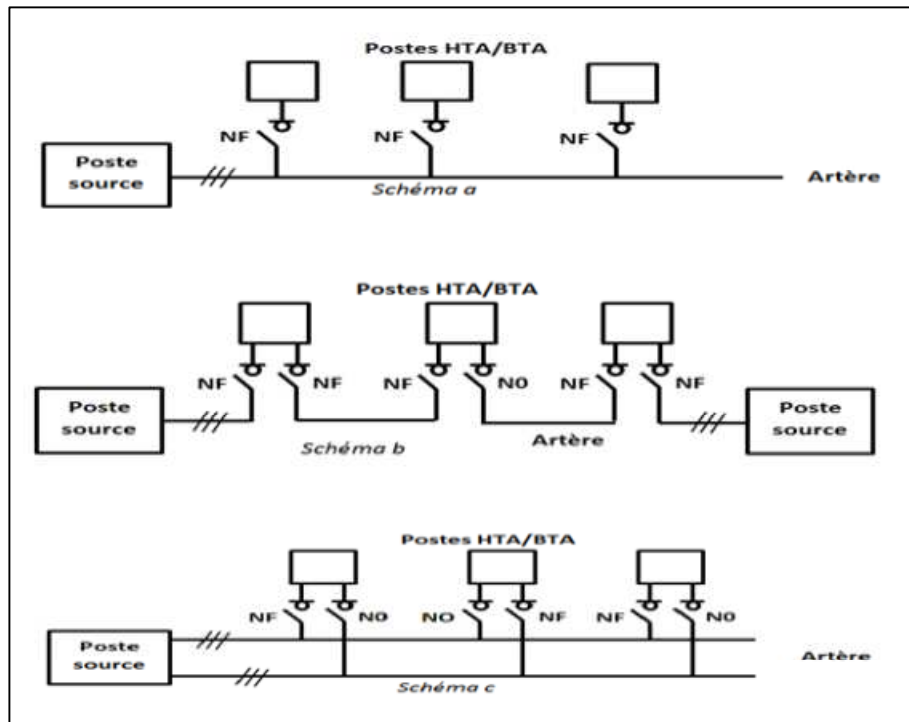 Postes HTA/BTA
NF NF NF
Poste
source
Schéma a
Artère
Postes HTA/BTA
NF NF NF N0 NF NF
Poste
source
Poste
source
Schéma b
Artère
Postes HTA/BTA
NF N0 NO NF NF N0
Poste
source
Artère
Schéma c